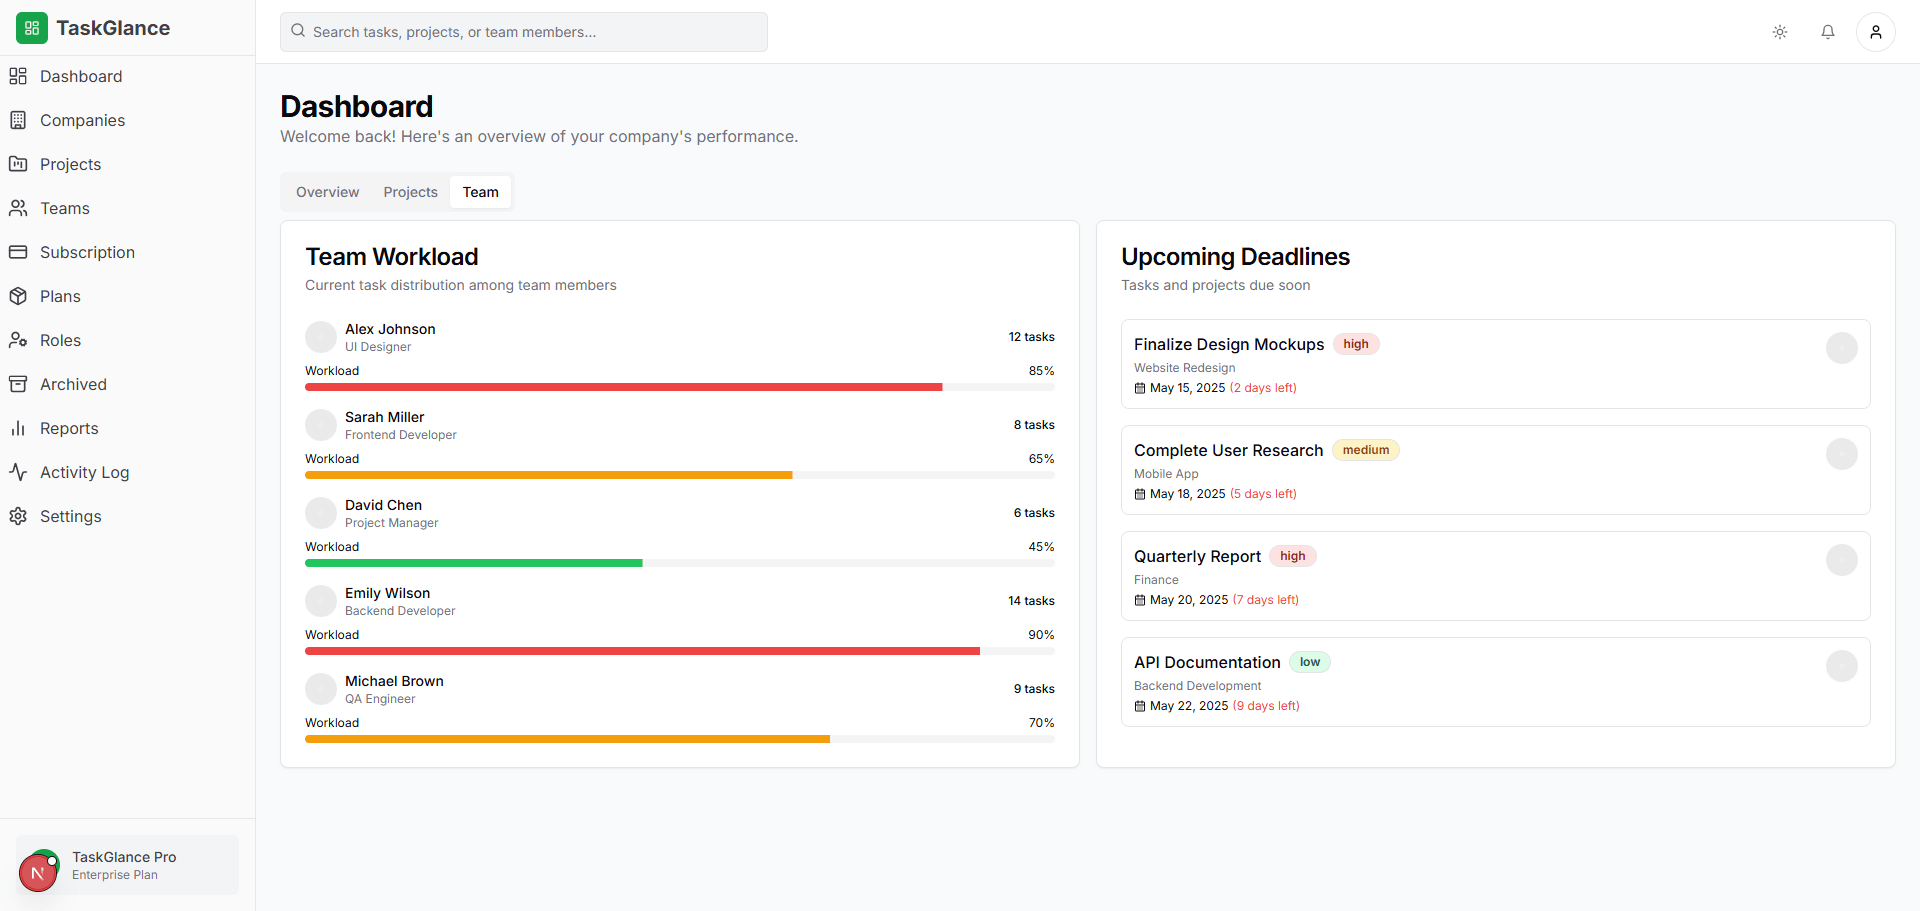 TaskGlance
Search tasks, projects, or team members...
Dashboard
Companies
Projects
Teams
Subscription
Plans
Roles
Archived
Reports
Activity Log
Settings
N
TaskGlance Pro
Enterprise Plan
Dashboard
Welcome back! Here's an overview of your company's performance.
Overview Projects Team
Team Workload
Current task distribution among team members
Alex Johnson
UI Designer
12 tasks
Workload 85%
Sarah Miller
Frontend Developer
8 tasks
Workload 65%
David Chen
Project Manager
6 tasks
Workload 45%
Emily Wilson
Backend Developer
14 tasks
Workload 90%
Michael Brown
QA Engineer
9 tasks
Workload 70%
Upcoming Deadlines
Tasks and projects due soon
Finalize Design Mockups high
Website Redesign
May 15, 2025 (2 days left)
Complete User Research medium
Mobile App
May 18, 2025 (5 days left)
Quarterly Report high
Finance
May 20, 2025 (7 days left)
API Documentation low
Backend Development
May 22, 2025 (9 days left)